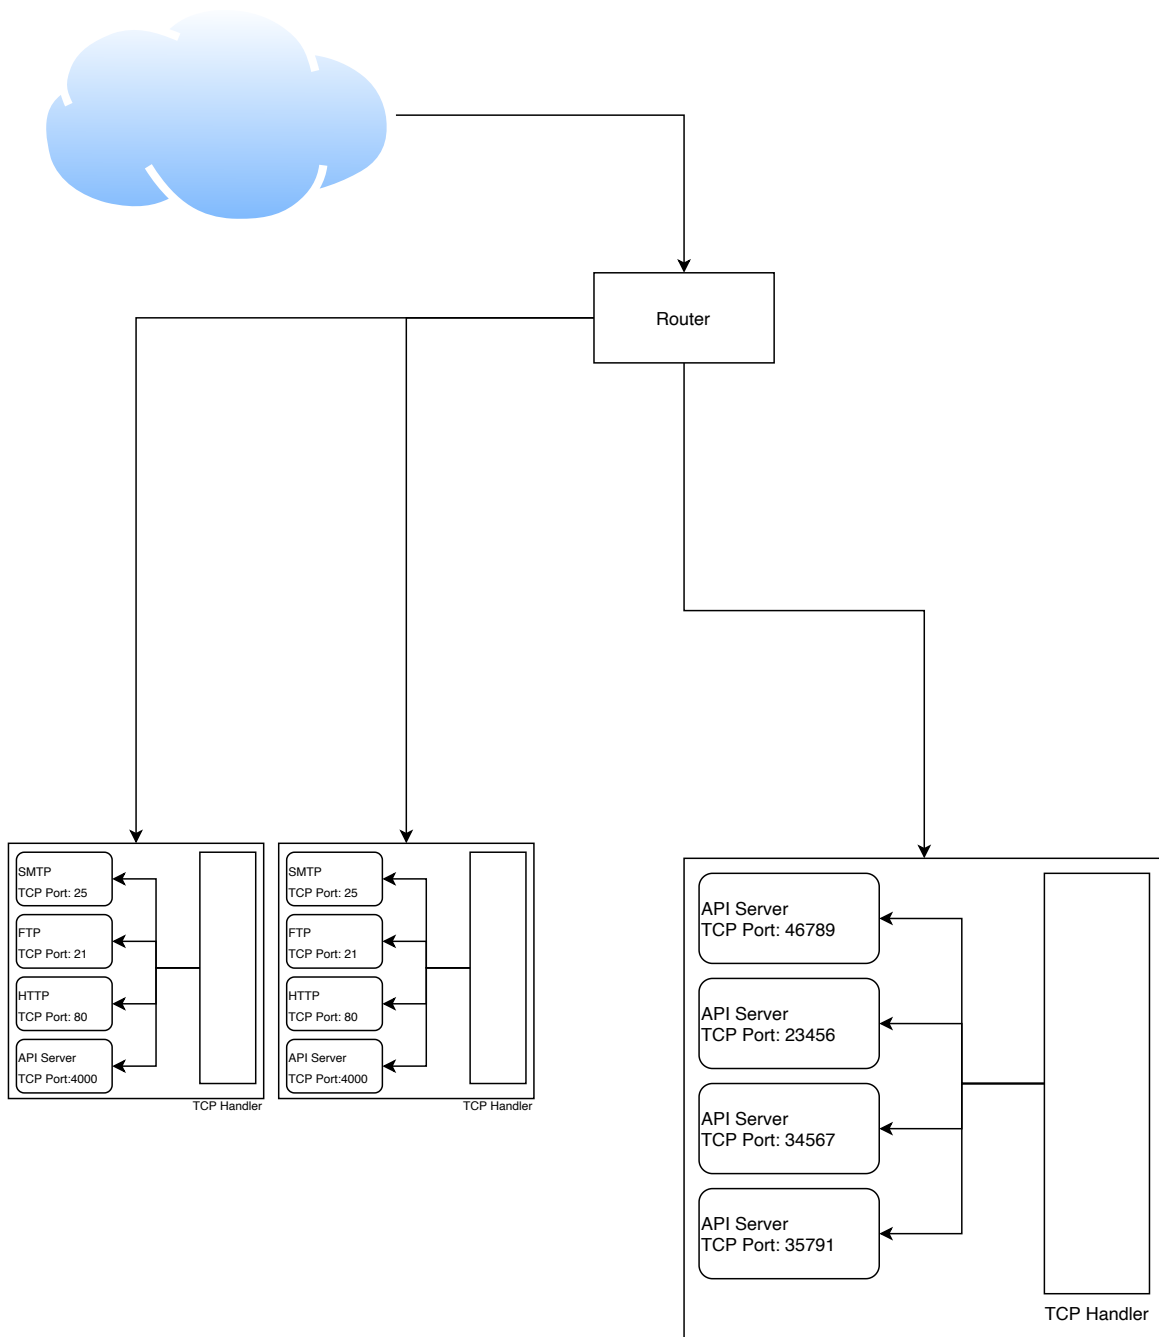 Router
SMTP
TCP Port: 25
FTP
TCP Port: 21
HTTP
TCP Port: 80
API Server
TCP Port:4000
TCP Handler
SMTP
TCP Port: 25
FTP
TCP Port: 21
HTTP
TCP Port: 80
API Server
TCP Port:4000
TCP Handler
API Server
TCP Port: 46789
API Server
TCP Port: 23456
API Server
TCP Port: 34567
API Server
TCP Port: 35791
TCP Handler